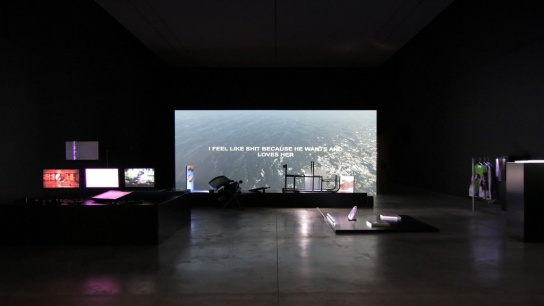 I FEEL LIKE SHIT BECAUSE HE WANTS AND
LOVES HER